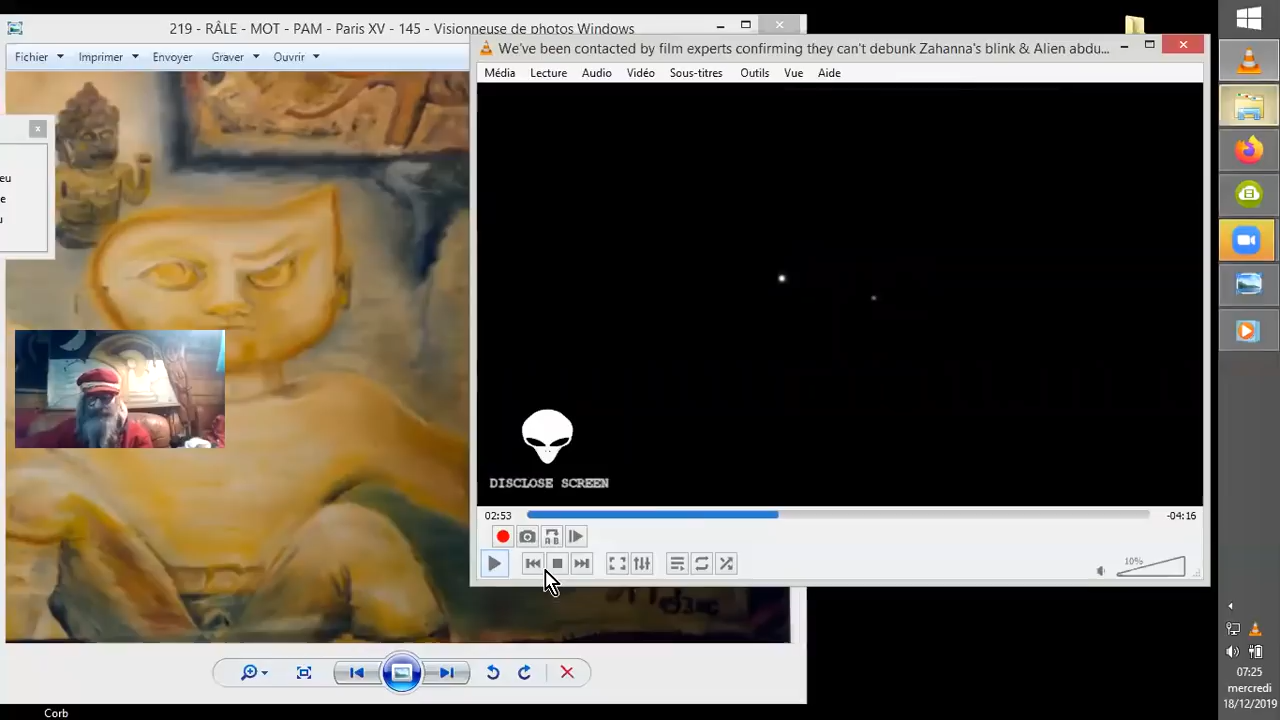 219 - RÂLE - MOT - PAM - Paris XV - 145 - Visionneuse de photos Windows
Fichier Imprimer Envoyer Graver Ouvrir
We've been contacted by film experts confirming they can't debunk Zahanna's blink & Alien abdu...
Média Lecture Audio Vidéo Sous-titres Outils Vue Aide
eu
e
u
DISCLOSE SCREEN
02:53 -04:16
A-B
10%
07:25
mercredi
18/12/2019
Corb